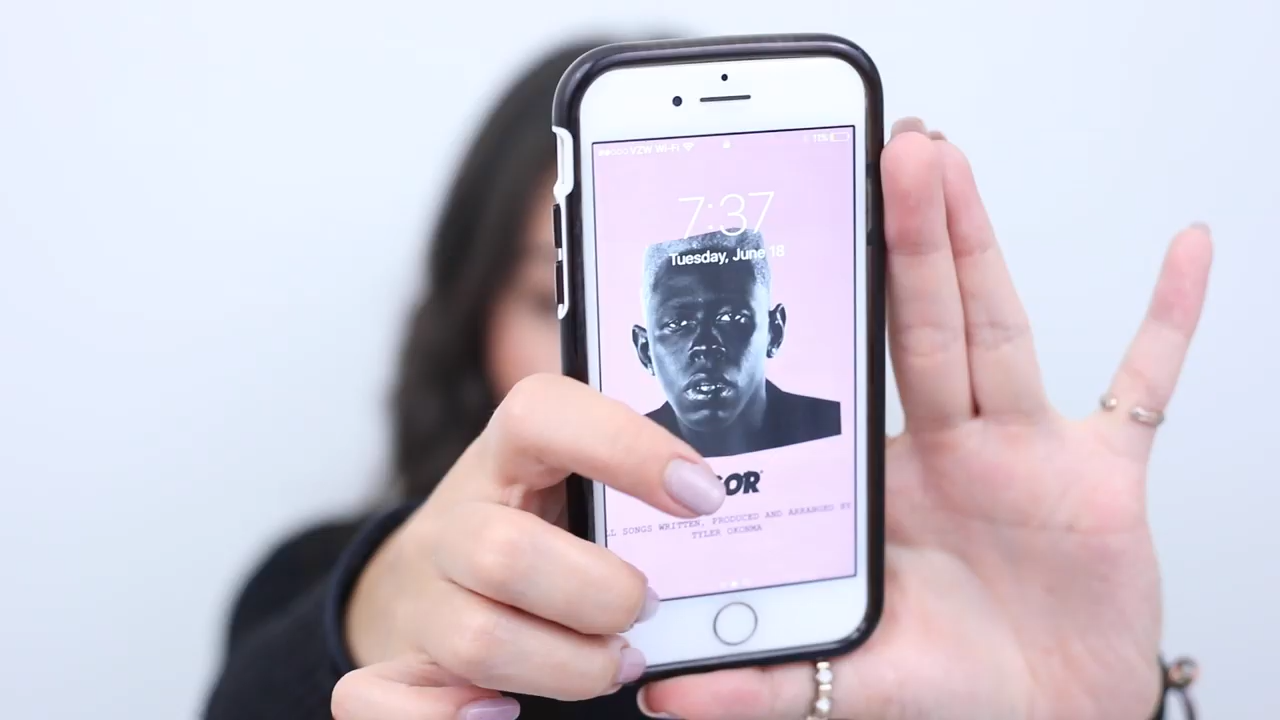 VZW Wi-Fi
7:37
Tuesday, June 18
OR
LL SONGS WRITTEN, PRODUCED AND ARRANGED BY
TYLER OKONMA